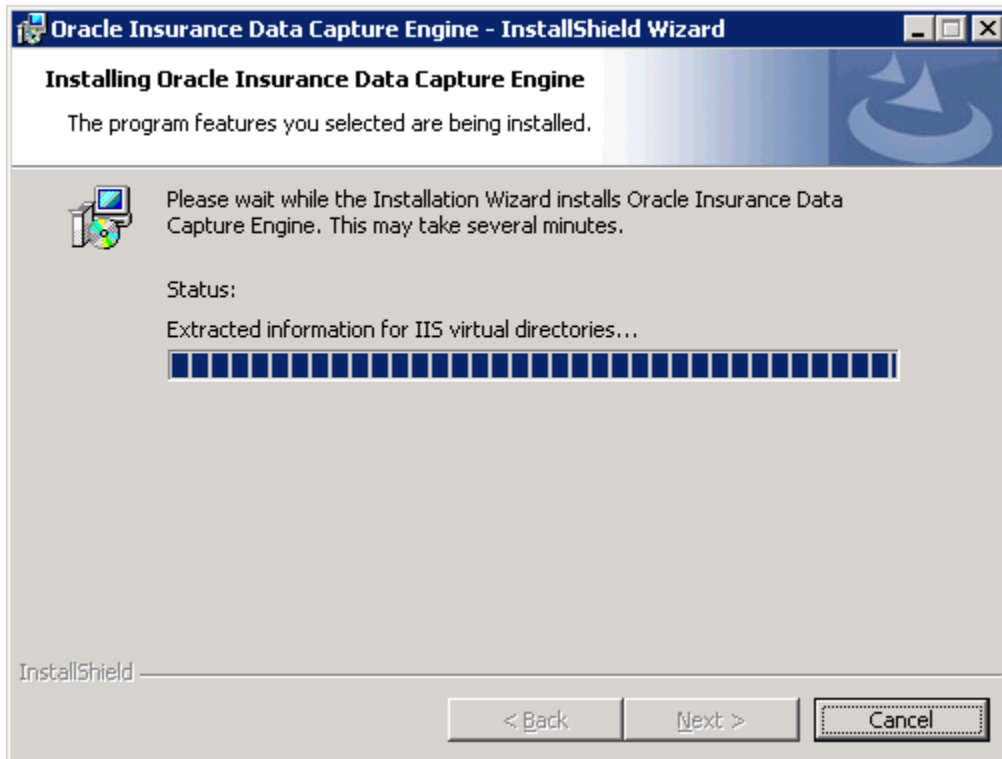 Oracle Insurance Data Capture Engine - InstallShield Wizard
Installing Oracle Insurance Data Capture Engine
The program features you selected are being installed.
Please wait while the Installation Wizard installs Oracle Insurance Data
Capture Engine. This may take several minutes.
Status:
Extracted information for IIS virtual directories...
InstallShield
< Back
Next >
Cancel